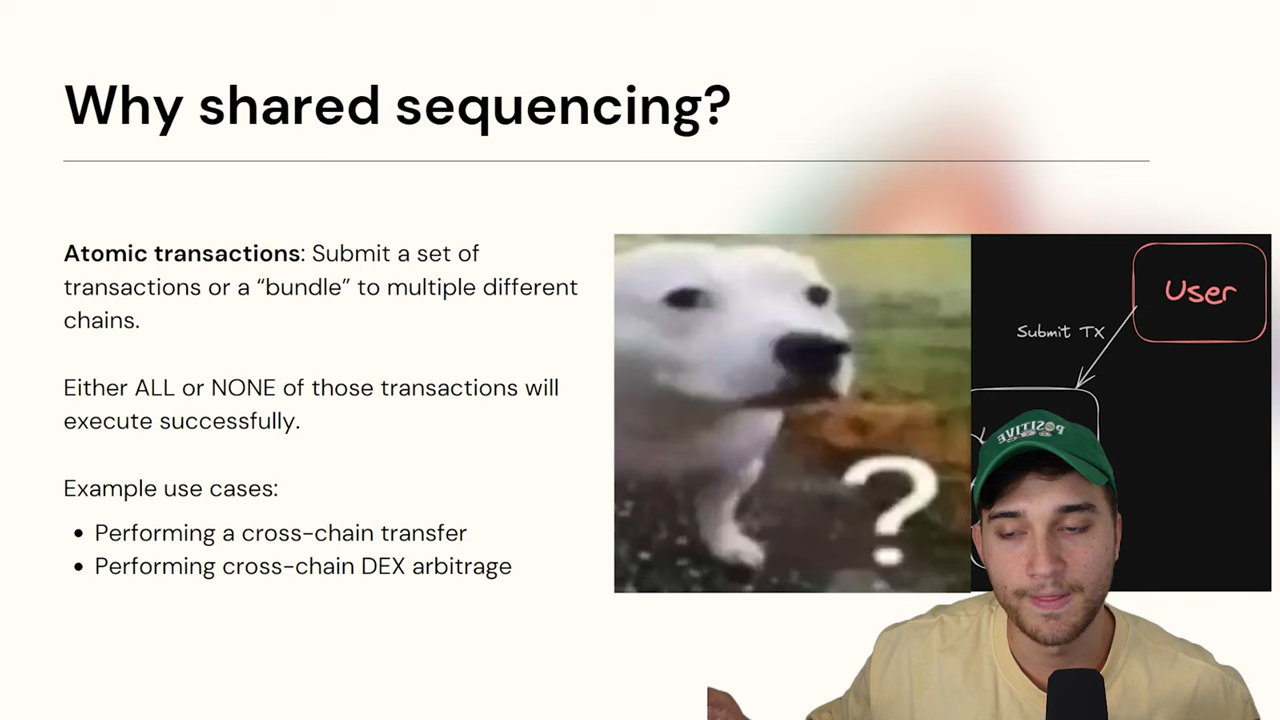 Why shared sequencing?
Atomic transactions: Submit a set of
transactions or a “bundle” to multiple different
chains.
Either ALL or NONE of those transactions will
execute successfully.
Example use cases:
• Performing a cross-chain transfer
• Performing cross-chain DEX arbitrage
?
User
Submit TX
POSITIVE